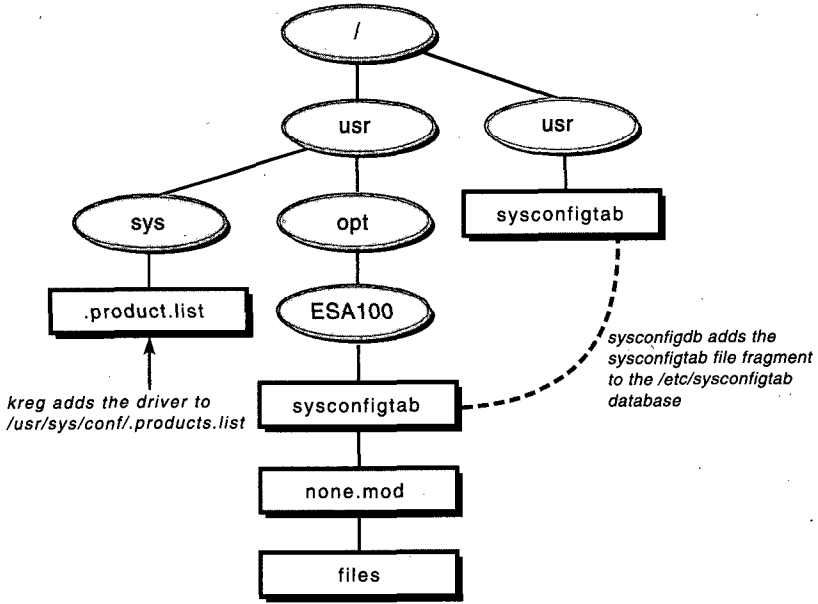 /
usr
usr
sys
opt
sysconfigtab
.product.list
ESA100
kreg adds the driver to
/usr/sys/conf/.products.list
sysconfigdb adds the
sysconfigtab file fragment
to the /etc/sysconfigtab
database
sysconfigtab
none.mod
files